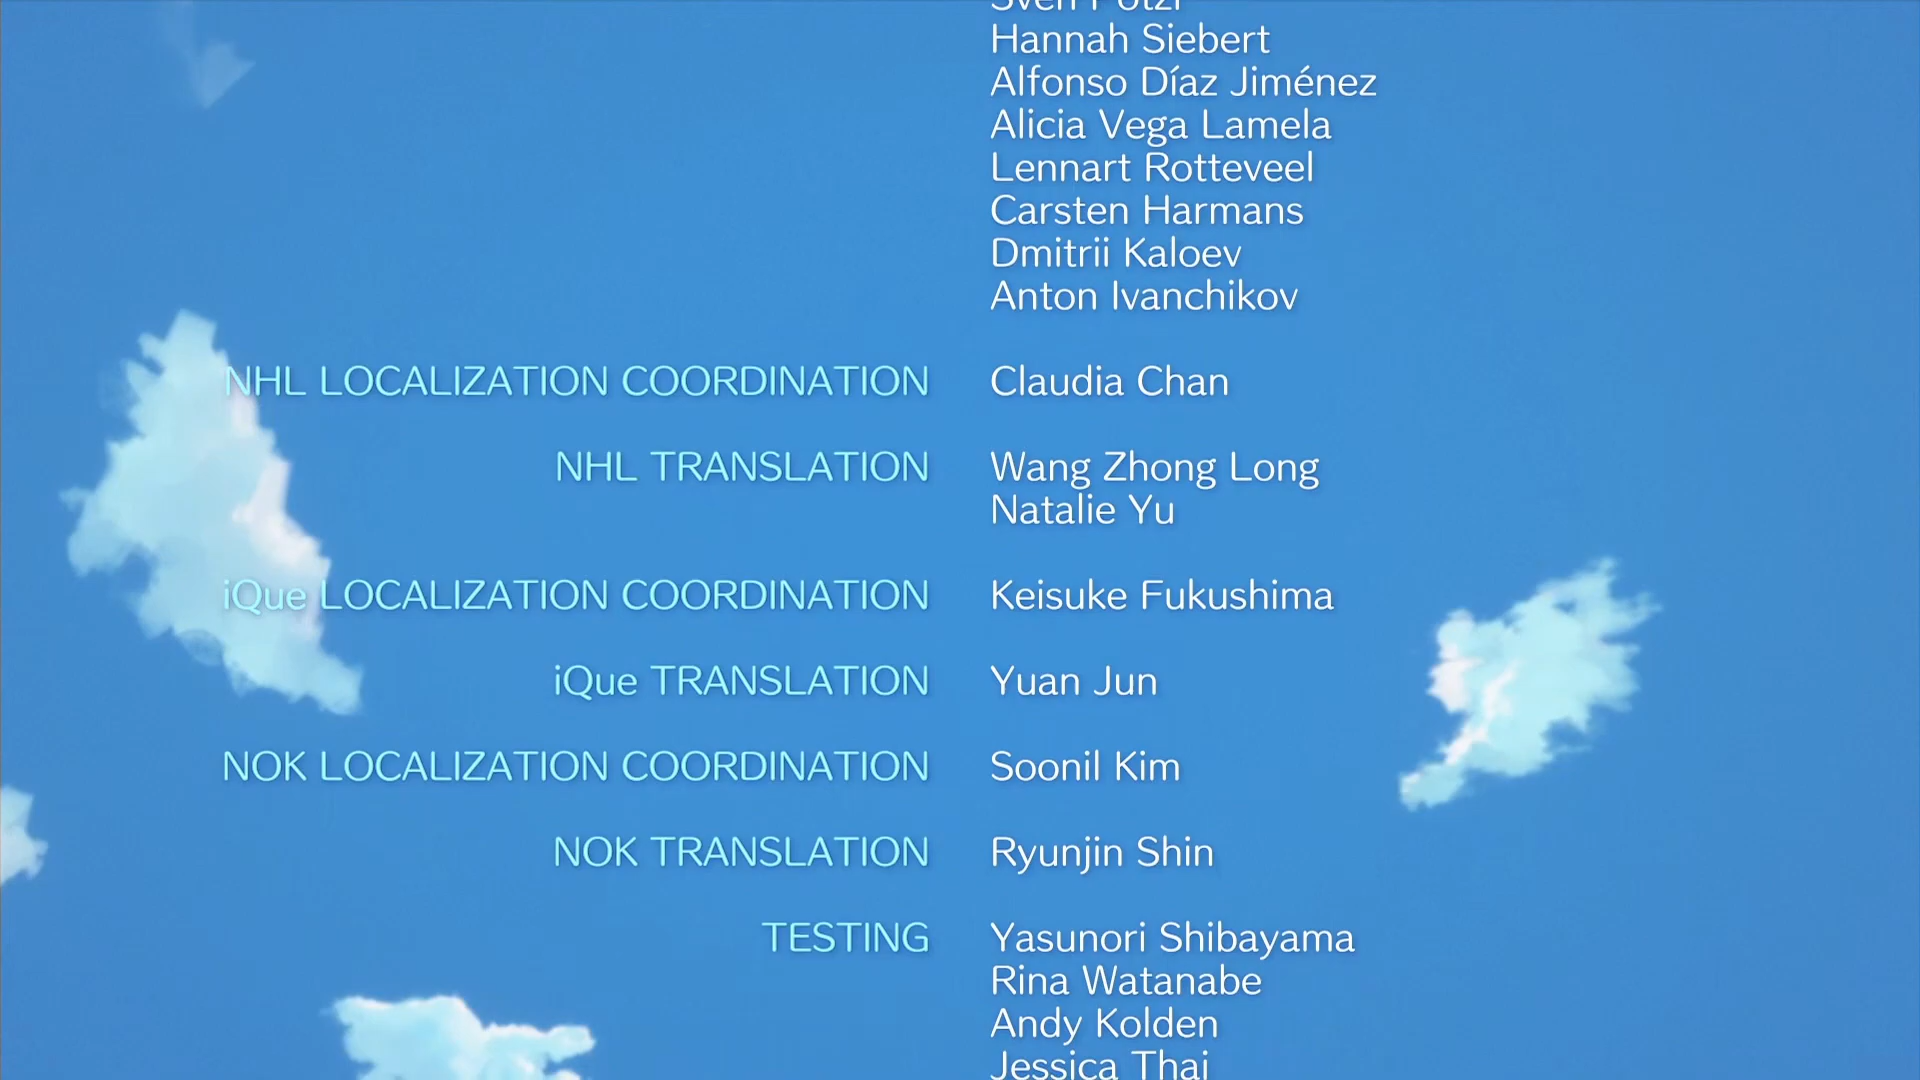 Sven Pötzl
Hannah Siebert
Alfonso Díaz Jiménez
Alicia Vega Lamela
Lennart Rotteveel
Carsten Harmans
Dmitrii Kaloev
Anton Ivanchikov
NHL LOCALIZATION COORDINATION Claudia Chan
NHL TRANSLATION Wang Zhong Long
Natalie Yu
iQue LOCALIZATION COORDINATION Keisuke Fukushima
iQue TRANSLATION Yuan Jun
NOK LOCALIZATION COORDINATION Soonil Kim
NOK TRANSLATION Ryunjin Shin
TESTING Yasunori Shibayama
Rina Watanabe
Andy Kolden
Jessica Thai